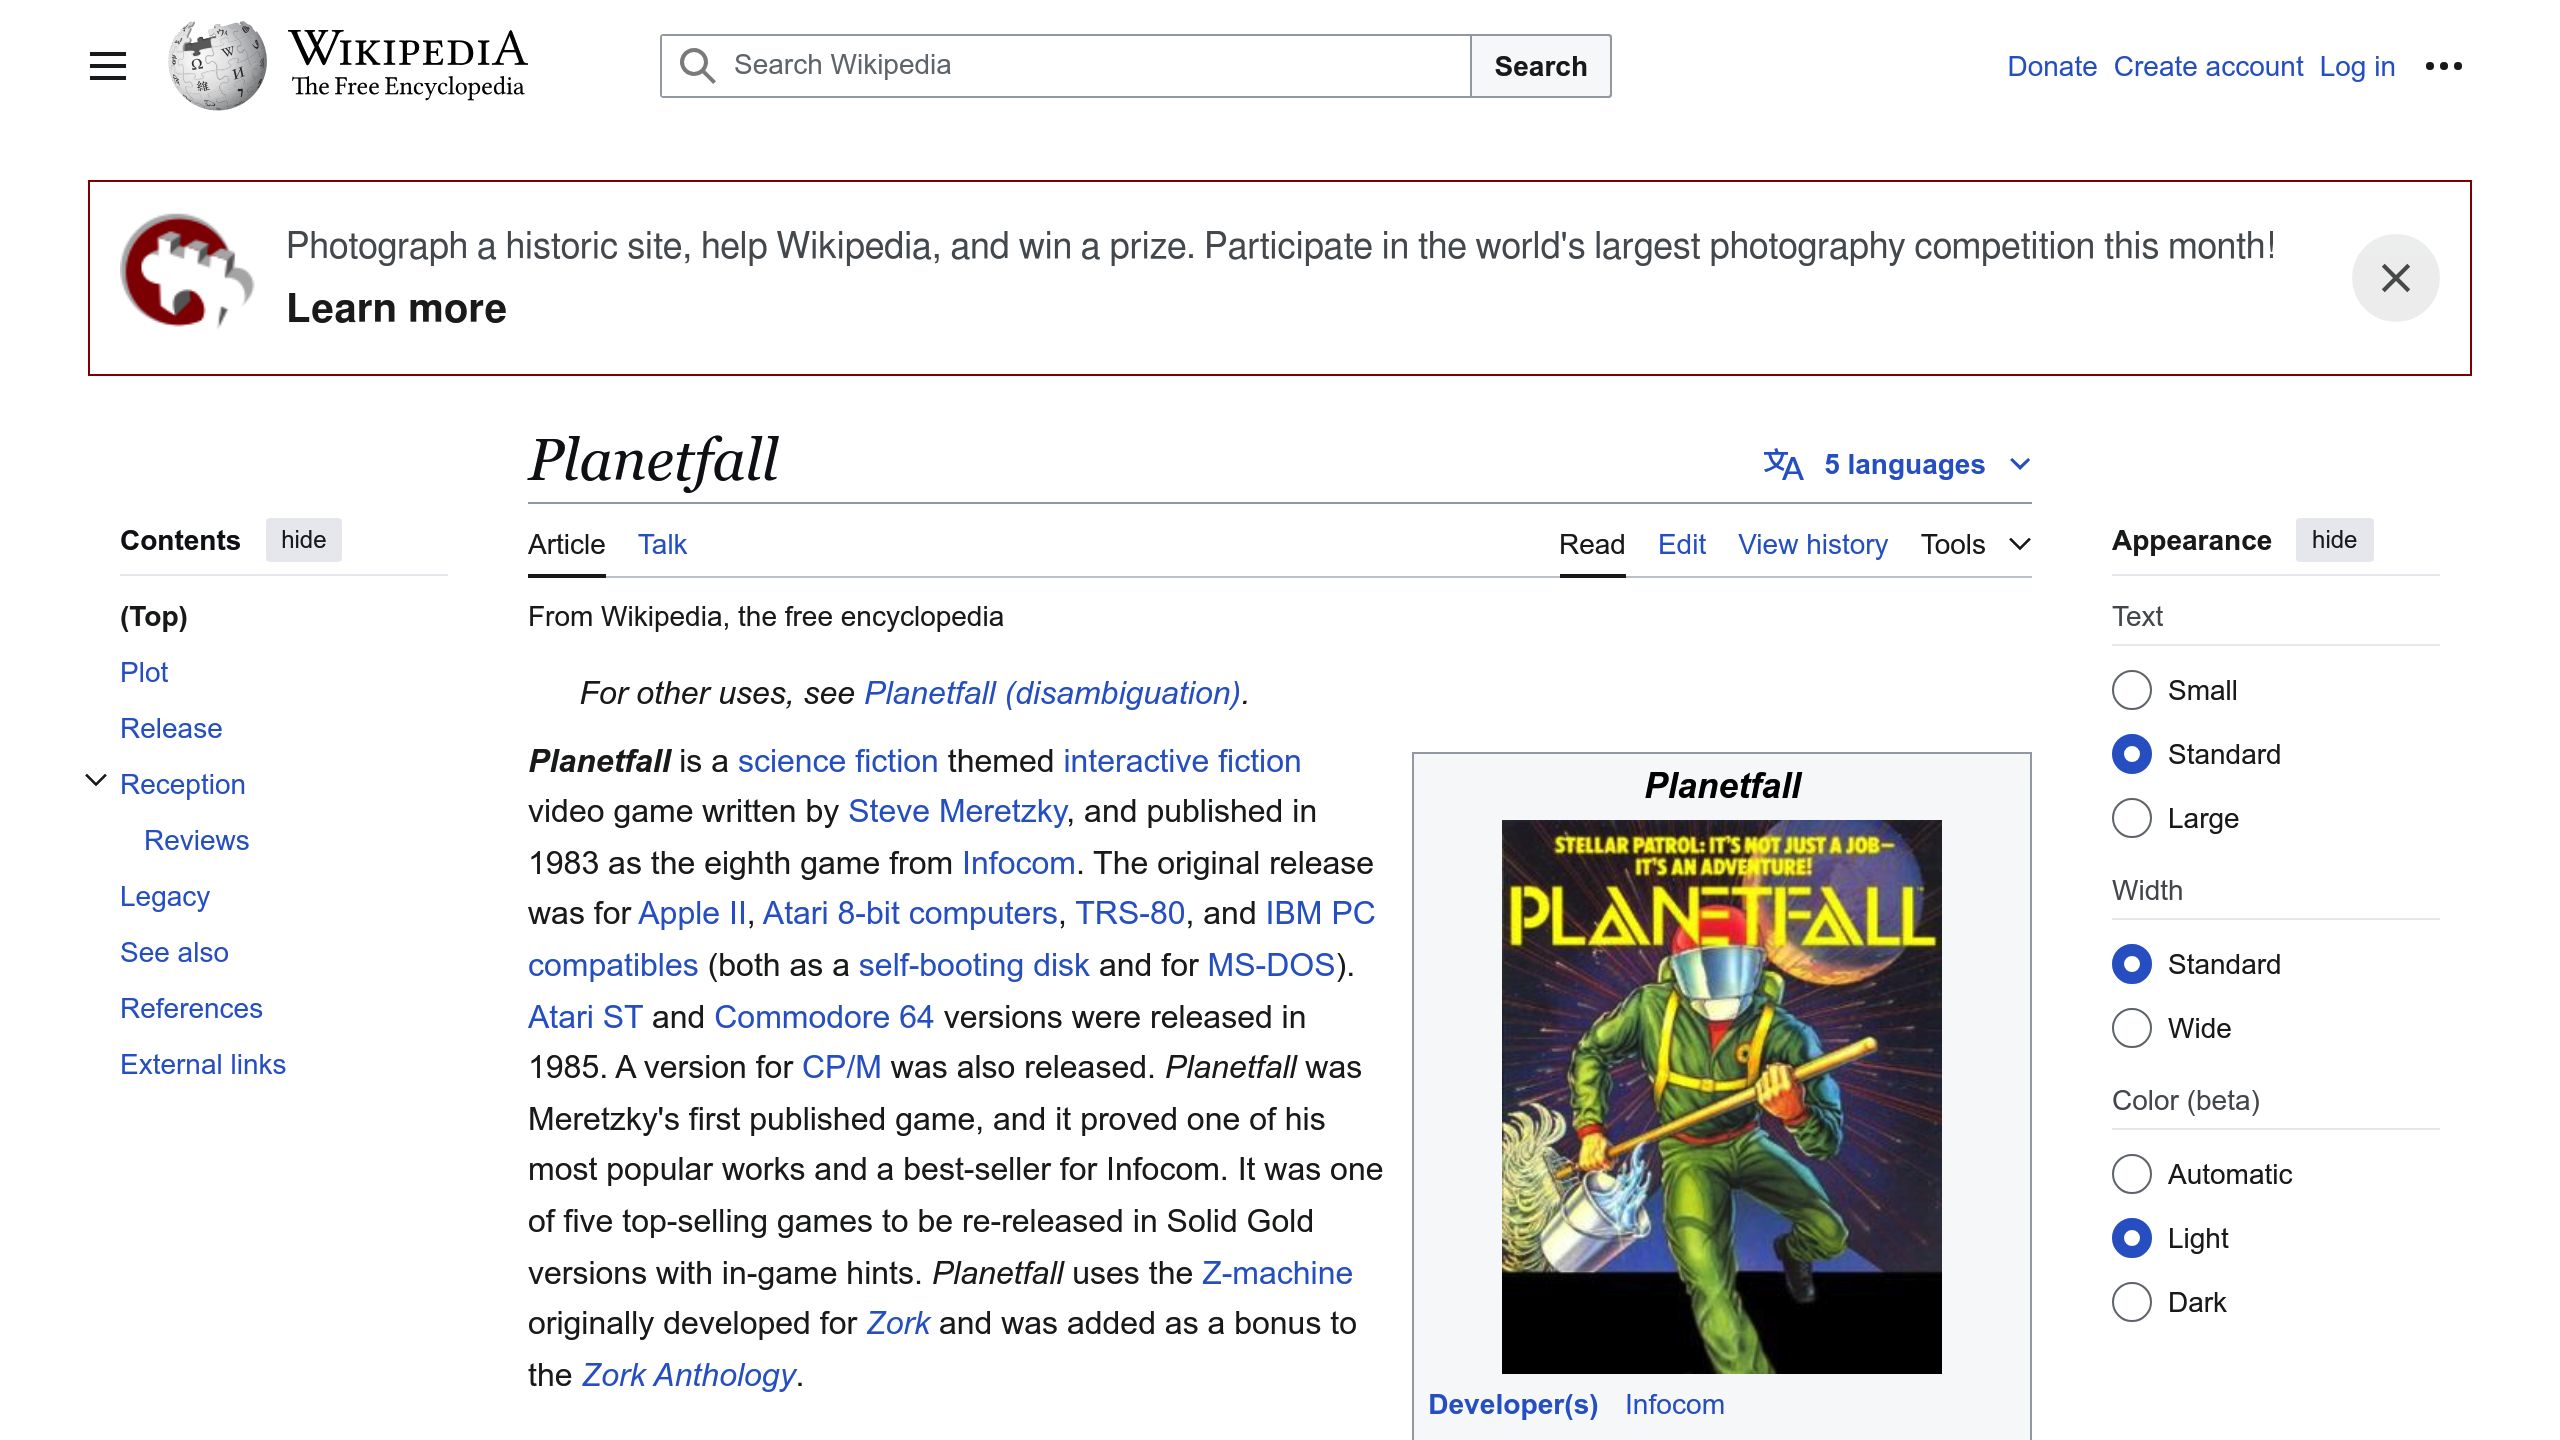 WIKIPEDIA
The Free Encyclopedia
Search Wikipedia
Search
Donate Create account Log in
Photograph a historic site, help Wikipedia, and win a prize. Participate in the world's largest photography competition this month!
Learn more
Planetfall
5 languages
Contents hide
(Top)
Plot
Release
Reception
Reviews
Legacy
See also
References
External links
Article Talk
Read Edit View history Tools
From Wikipedia, the free encyclopedia
For other uses, see Planetfall (disambiguation).
Planetfall is a science fiction themed interactive fiction
video game written by Steve Meretzky, and published in
1983 as the eighth game from Infocom. The original release
was for Apple II, Atari 8-bit computers, TRS-80, and IBM PC
compatibles (both as a self-booting disk and for MS-DOS).
Atari ST and Commodore 64 versions were released in
1985. A version for CP/M was also released. Planetfall was
Meretzky's first published game, and it proved one of his
most popular works and a best-seller for Infocom. It was one
of five top-selling games to be re-released in Solid Gold
versions with in-game hints. Planetfall uses the Z-machine
originally developed for Zork and was added as a bonus to
the Zork Anthology.
Planetfall
STELLAR PATROL: IT'S NOT JUST A JOB—
IT'S AN ADVENTURE!
PLANETFALL
Developer(s) Infocom
Appearance hide
Text
Small
Standard
Large
Width
Standard
Wide
Color (beta)
Automatic
Light
Dark